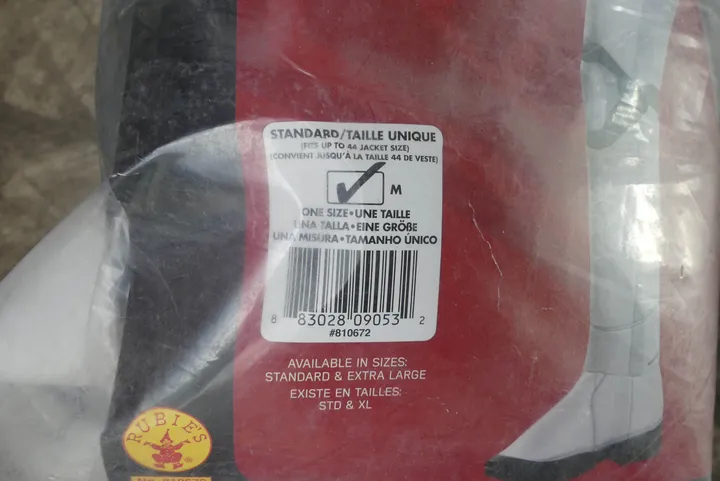 STANDARD/TAILLE UNIQUE
(FITS UP TO 44 JACKET SIZE)
(CONVIENT JUSQU'À LA TAILLE 44 DE VESTE)
M
ONE SIZE • UNE TAILLE
UNA TALLA • EINE GRÖBE
UNA MISURA • TAMANHO ÚNICO
8 83028 09053 2
#810672
AVAILABLE IN SIZES:
STANDARD & EXTRA LARGE
EXISTE EN TAILLES:
STD & XL
RUBIE'S